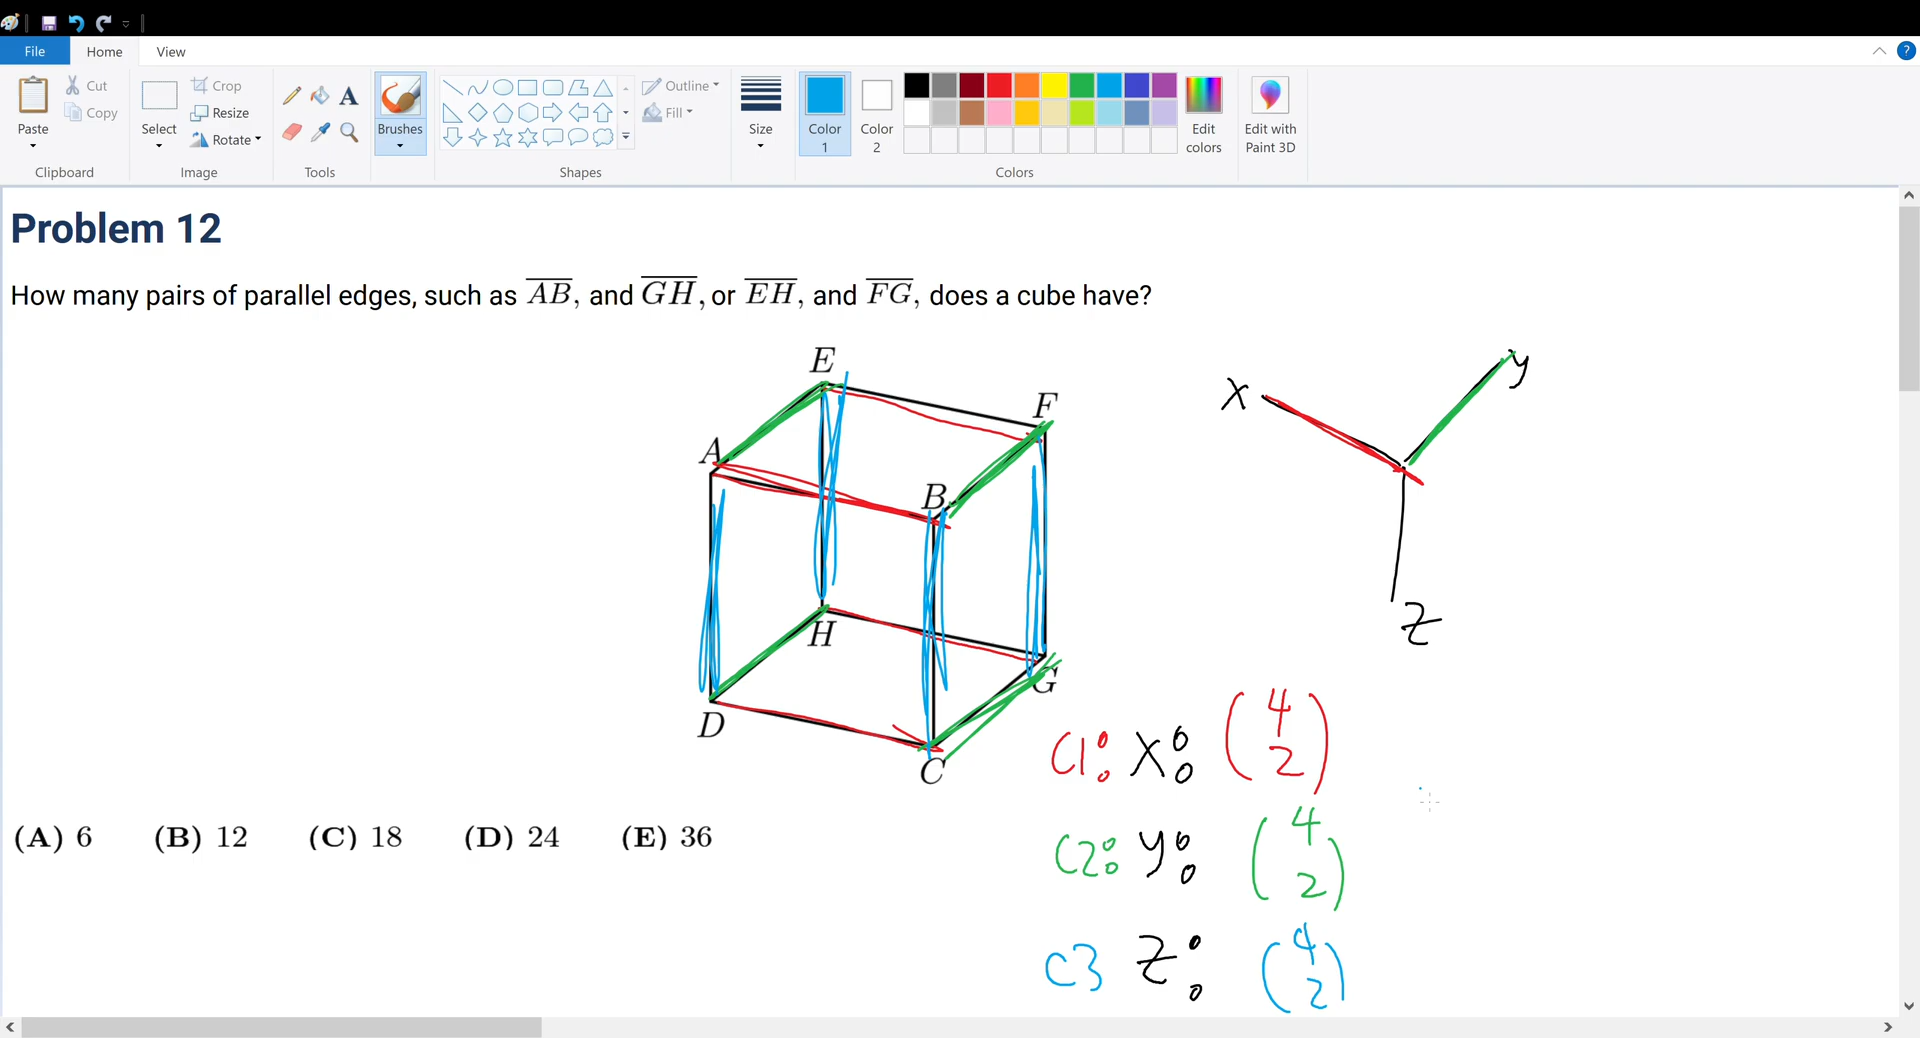 File Home View
Paste Cut Copy Select Crop Resize Rotate A Brushes Outline Fill Size Color 1 Color 2 Edit colors Edit with Paint 3D ?
Clipboard Image Tools Shapes Colors
Problem 12
How many pairs of parallel edges, such as AB, and GH, or EH, and FG, does a cube have?
E
F
A
B
H
G
D
C
X
y
Z
C1: X: (4 2)
C2: y: (4 2)
C3 Z: (4 2)
(A) 6 (B) 12 (C) 18 (D) 24 (E) 36